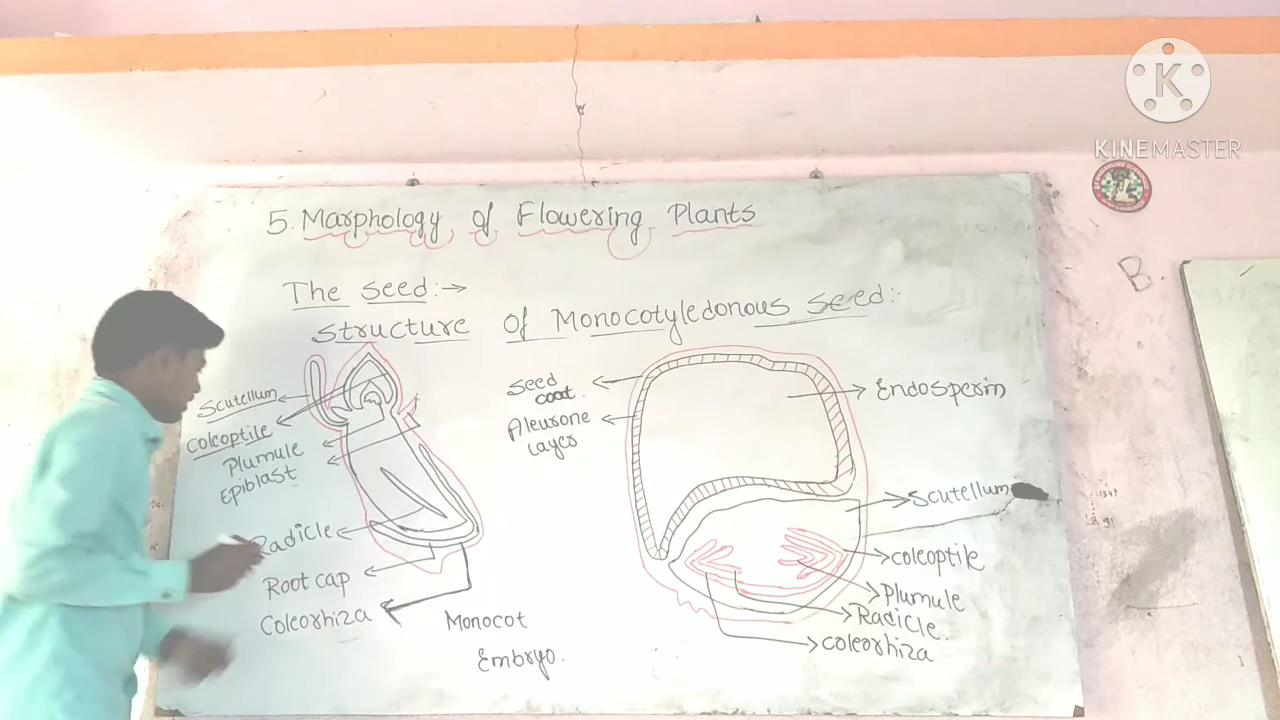 KINEMASTER
5. Marphology of Flowering Plants
The seed:→
structure of Monocotyledonous seed:-
Scutellum
Coleoptile
Plumule
Epiblast
Radicle
Root cap
Coleorhiza
Monocot
Embryo.
Seed
coat
Aleurone
Layer
Endosperm
Scutellum
coleoptile
Plumule
Radicle.
coleorhiza
B.